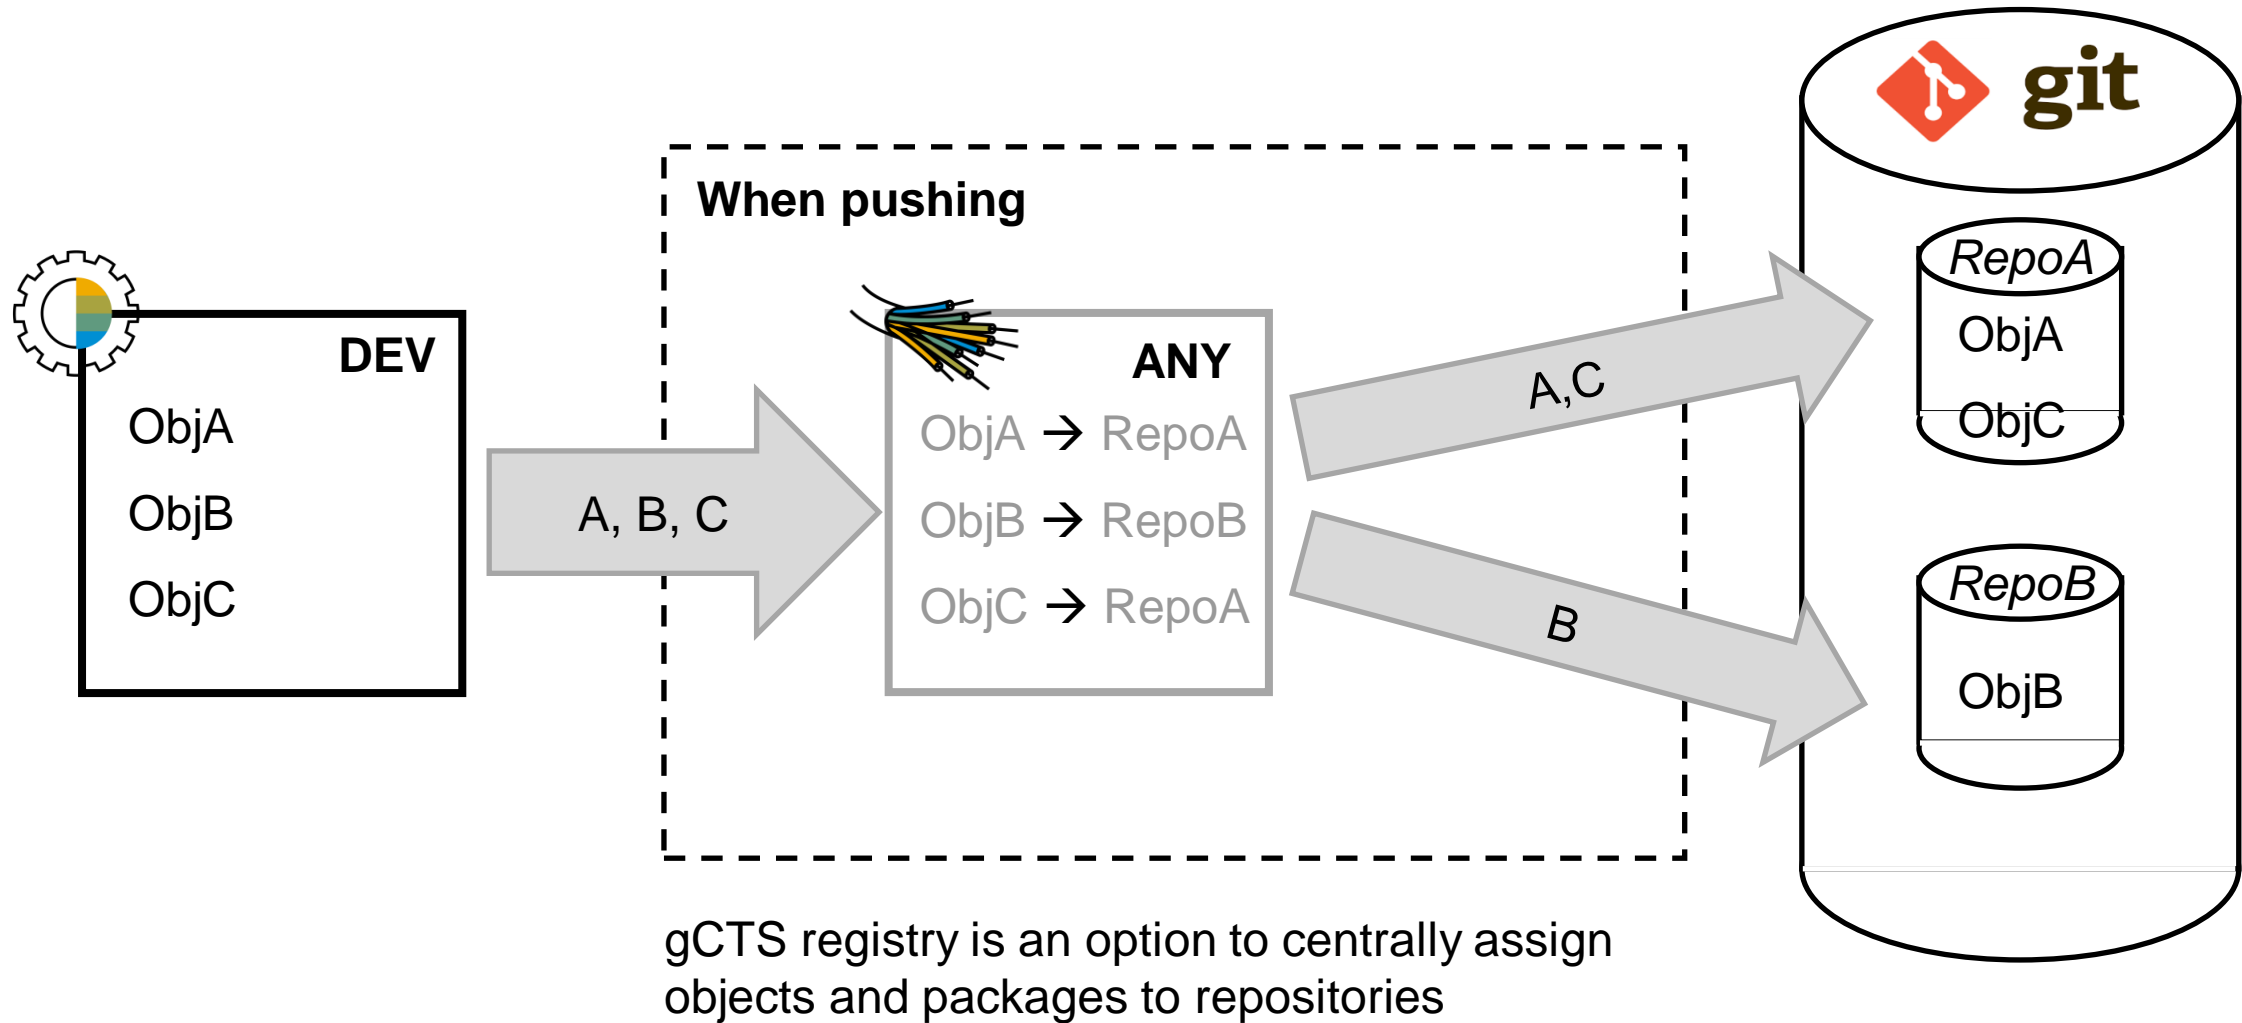 git
When pushing
DEV
ObjA
ObjB
ObjC
A, B, C
ANY
ObjA → RepoA
ObjB → RepoB
ObjC → RepoA
A,C
B
RepoA
ObjA
ObjC
RepoB
ObjB
gCTS registry is an option to centrally assign
objects and packages to repositories